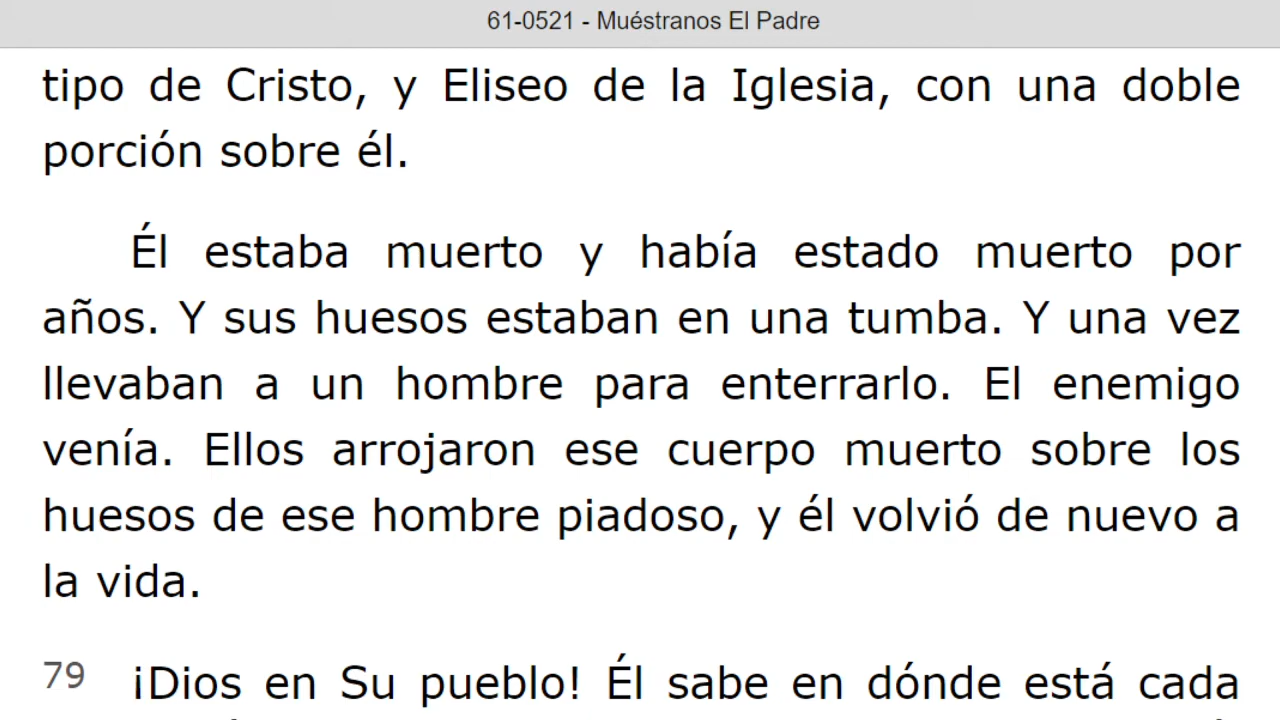 61-0521 - Muéstranos El Padre
tipo de Cristo, y Eliseo de la Iglesia, con una doble
porción sobre él.
Él estaba muerto y había estado muerto por
años. Y sus huesos estaban en una tumba. Y una vez
llevaban a un hombre para enterrarlo. El enemigo
venía. Ellos arrojaron ese cuerpo muerto sobre los
huesos de ese hombre piadoso, y él volvió de nuevo a
la vida.
79 ¡Dios en Su pueblo! Él sabe en dónde está cada